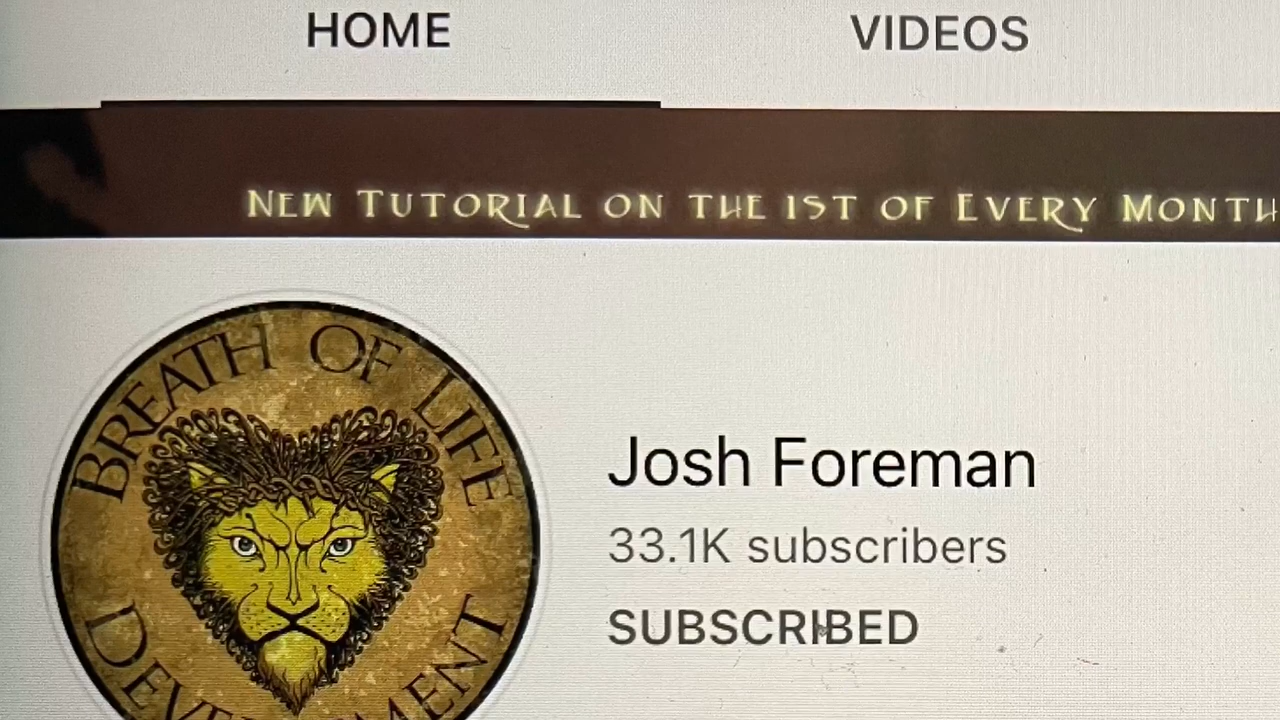 HOME
VIDEOS
NEW TUTORIAL ON THE 1ST OF EVERY MONTH
BREATH OF LIFE
Josh Foreman
33.1K subscribers
SUBSCRIBED